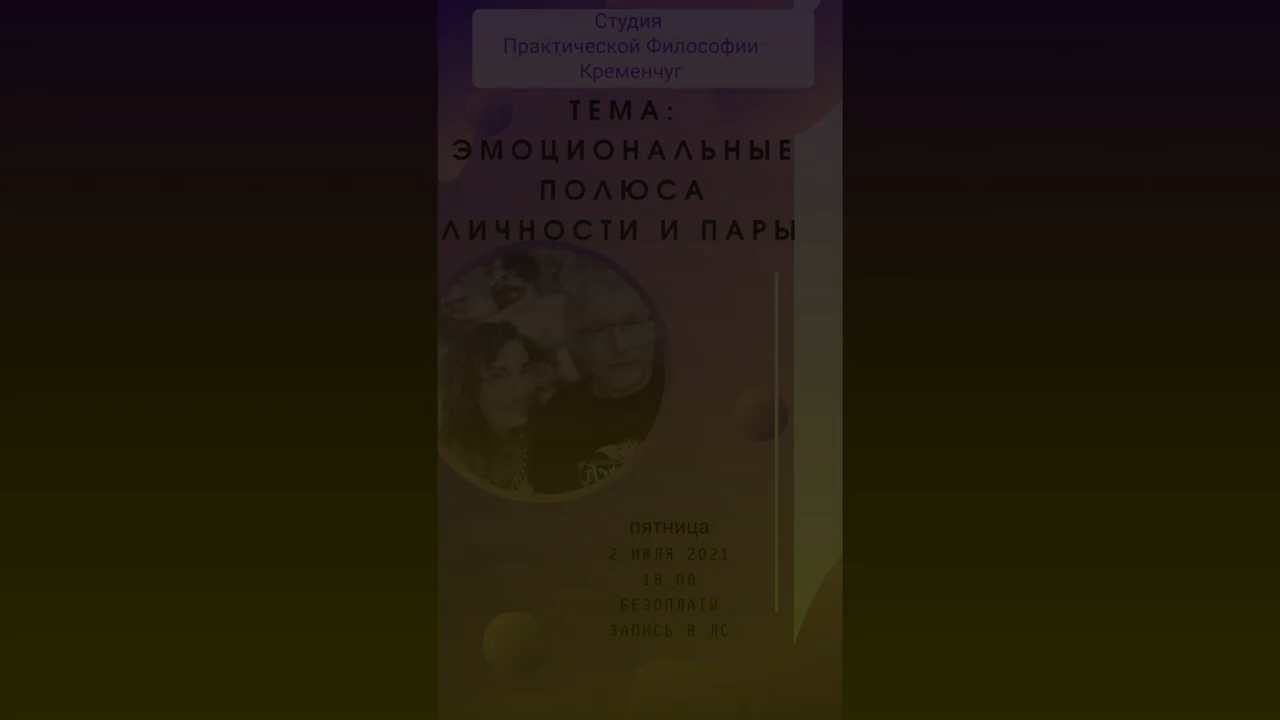 Студия
Практической Философии
Кременчуг
ТЕМА:
ЭМОЦИОНАЛЬНЫЕ
ПОЛЮСА
ЛИЧНОСТИ И ПАРЫ
пятница
2 ИЮЛЯ 2021
18 00
БЕЗОПЛАТЫ
ЗАПИСЬ В ЛС